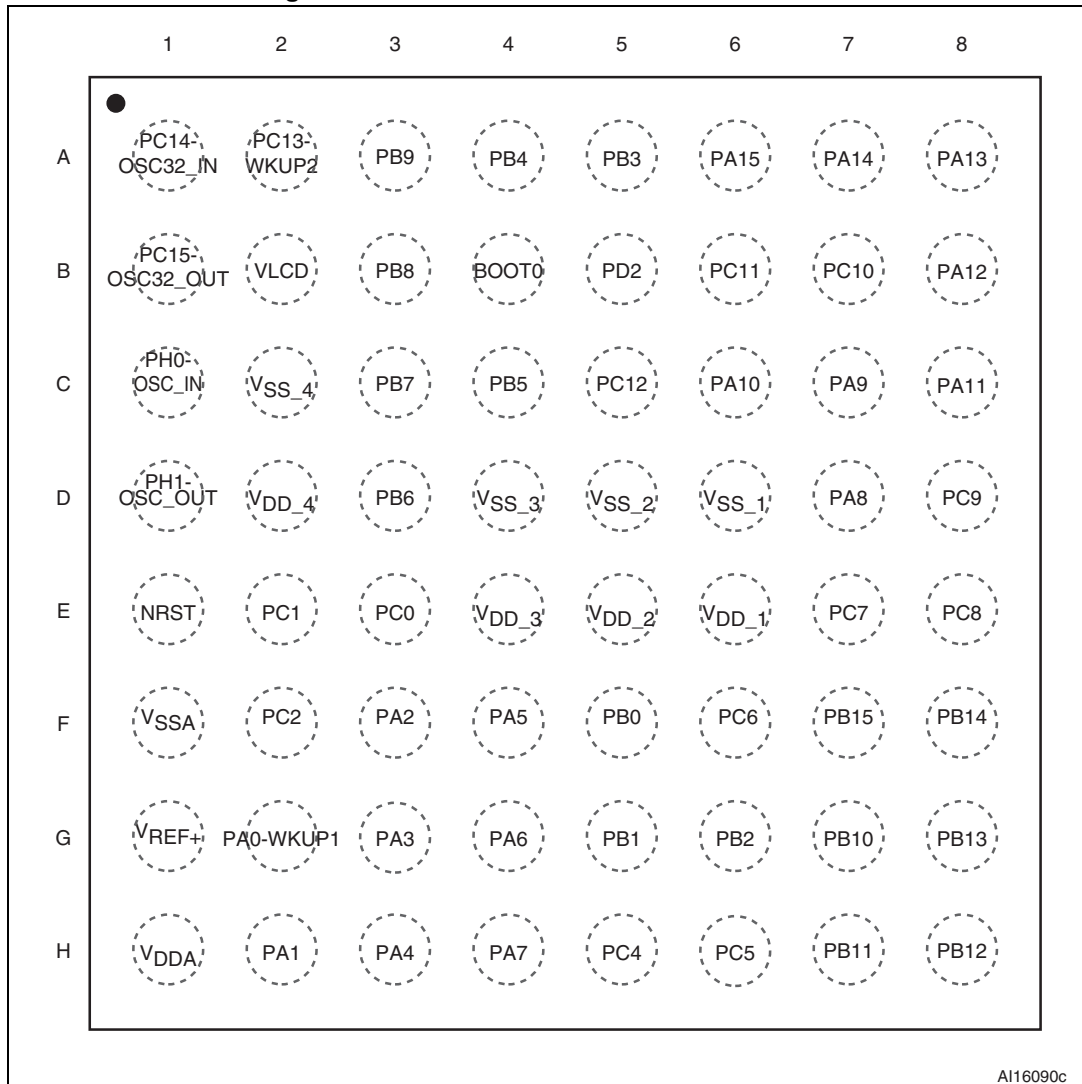 1 2 3 4 5 6 7 8
A PC14-OSC32_IN PC13-WKUP2 PB9 PB4 PB3 PA15 PA14 PA13
B PC15-OSC32_OUT VLCD PB8 BOOT0 PD2 PC11 PC10 PA12
C PH0-OSC_IN VSS_4 PB7 PB5 PC12 PA10 PA9 PA11
D PH1-OSC_OUT VDD_4 PB6 VSS_3 VSS_2 VSS_1 PA8 PC9
E NRST PC1 PC0 VDD_3 VDD_2 VDD_1 PC7 PC8
F VSSA PC2 PA2 PA5 PB0 PC6 PB15 PB14
G VREF+ PA0-WKUP1 PA3 PA6 PB1 PB2 PB10 PB13
H VDDA PA1 PA4 PA7 PC4 PC5 PB11 PB12
AI16090c